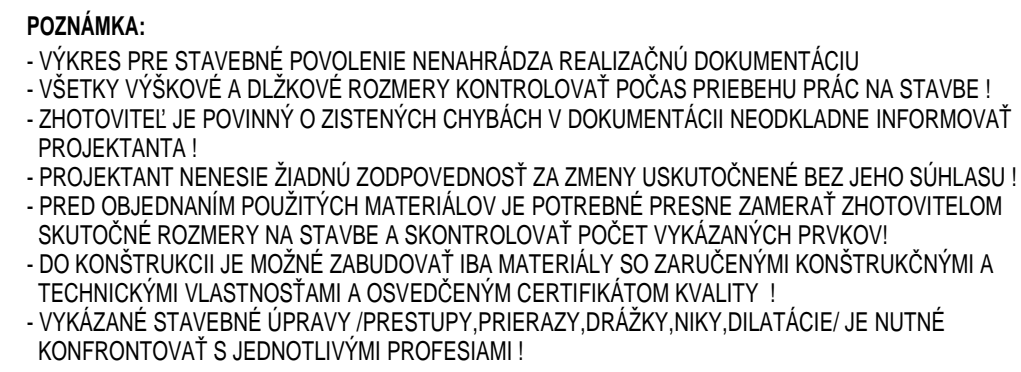 POZNÁMKA:
- VÝKRES PRE STAVEBNÉ POVOLENIE NENAHRÁDZA REALIZAČNÚ DOKUMENTÁCIU
- VŠETKY VÝŠKOVÉ A DLŽKOVÉ ROZMERY KONTROLOVAŤ POČAS PRIEBEHU PRÁC NA STAVBE !
- ZHOTOVITEĽ JE POVINNÝ O ZISTENÝCH CHYBÁCH V DOKUMENTÁCII NEODKLADNE INFORMOVAŤ
PROJEKTANTA !
- PROJEKTANT NENESIE ŽIADNÚ ZODPOVEDNOSŤ ZA ZMENY USKUTOČNENÉ BEZ JEHO SÚHLASU !
- PRED OBJEDNANÍM POUŽITÝCH MATERIÁLOV JE POTREBNÉ PRESNE ZAMERAŤ ZHOTOVITELOM
SKUTOČNÉ ROZMERY NA STAVBE A SKONTROLOVAŤ POČET VYKÁZANÝCH PRVKOV!
- DO KONŠTRUKCII JE MOŽNÉ ZABUDOVAŤ IBA MATERIÁLY SO ZARUČENÝMI KONŠTRUKČNÝMI A
TECHNICKÝMI VLASTNOSŤAMI A OSVEDČENÝM CERTIFIKÁTOM KVALITY !
- VYKÁZANÉ STAVEBNÉ ÚPRAVY /PRESTUPY,PRIERAZY,DRÁŽKY,NIKY,DILATÁCIE/ JE NUTNÉ
KONFRONTOVAŤ S JEDNOTLIVÝMI PROFESIAMI !